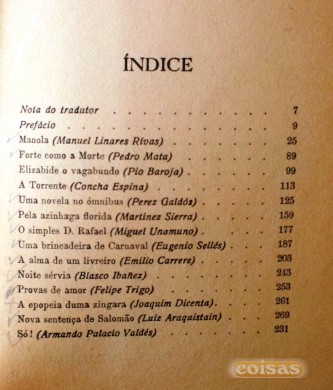 ÍNDICE
Nota do tradutor . . . . . . . . . . 7
Prefácio . . . . . . . . . . . . 9
Manola (Manuel Linares Rivas) . . . . . . 25
Forte como a Morte (Pedro Mata) . . . . . 89
Elizabide o vagabundo (Pio Baroja) . . . . 99
A Torrente (Concha Espina) . . . . . . 113
Uma novela no ómnibus (Perez Galdós) . . . 125
Pela azinhaga florida (Martinez Sierra) . . . 159
O simples D. Rafael (Miguel Unamuno) . . . 177
Uma brincadeira de Carnaval (Eugenio Sellés) . 187
A alma de um livreiro (Emilio Carrere) . . . 203
Noite sérvia (Blasco Ibañez) . . . . . . 243
Provas de amor (Felipe Trigo) . . . . . . 253
A epopeia duma zíngara (Joaquim Dicenta) . . 261
Nova sentença de Salomão (Luiz Araquistain) . 269
Só! (Armando Palacio Valdés) . . . . . . 231
coisas